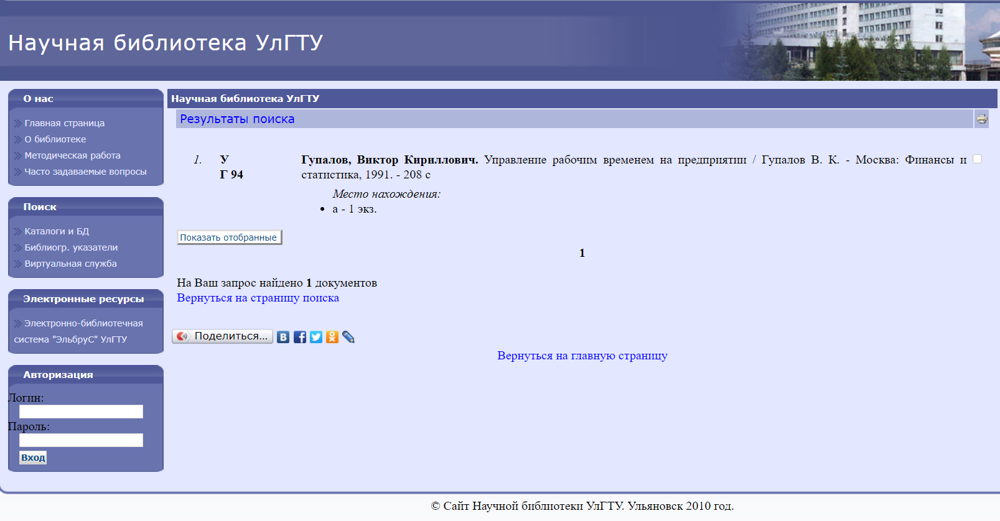 Научная библиотека УлГТУ
О нас
Главная страница
О библиотеке
Методическая работа
Часто задаваемые вопросы
Поиск
Каталоги и БД
Библиогр. указатели
Виртуальная служба
Электронные ресурсы
Электронно-библиотечная
система "ЭльбруС" УлГТУ
Авторизация
Логин:
Пароль:
Вход
Научная библиотека УлГТУ
Результаты поиска
1. У Гупалов, Виктор Кириллович. Управление рабочим временем на предприятии / Гупалов В. К. - Москва: Финансы и
Г 94 статистика, 1991. - 208 с
Место нахождения:
• а - 1 экз.
Показать отобранные
1
На Ваш запрос найдено 1 документов
Вернуться на страницу поиска
Поделиться...
Вернуться на главную страницу
© Сайт Научной библиотеки УлГТУ. Ульяновск 2010 год.